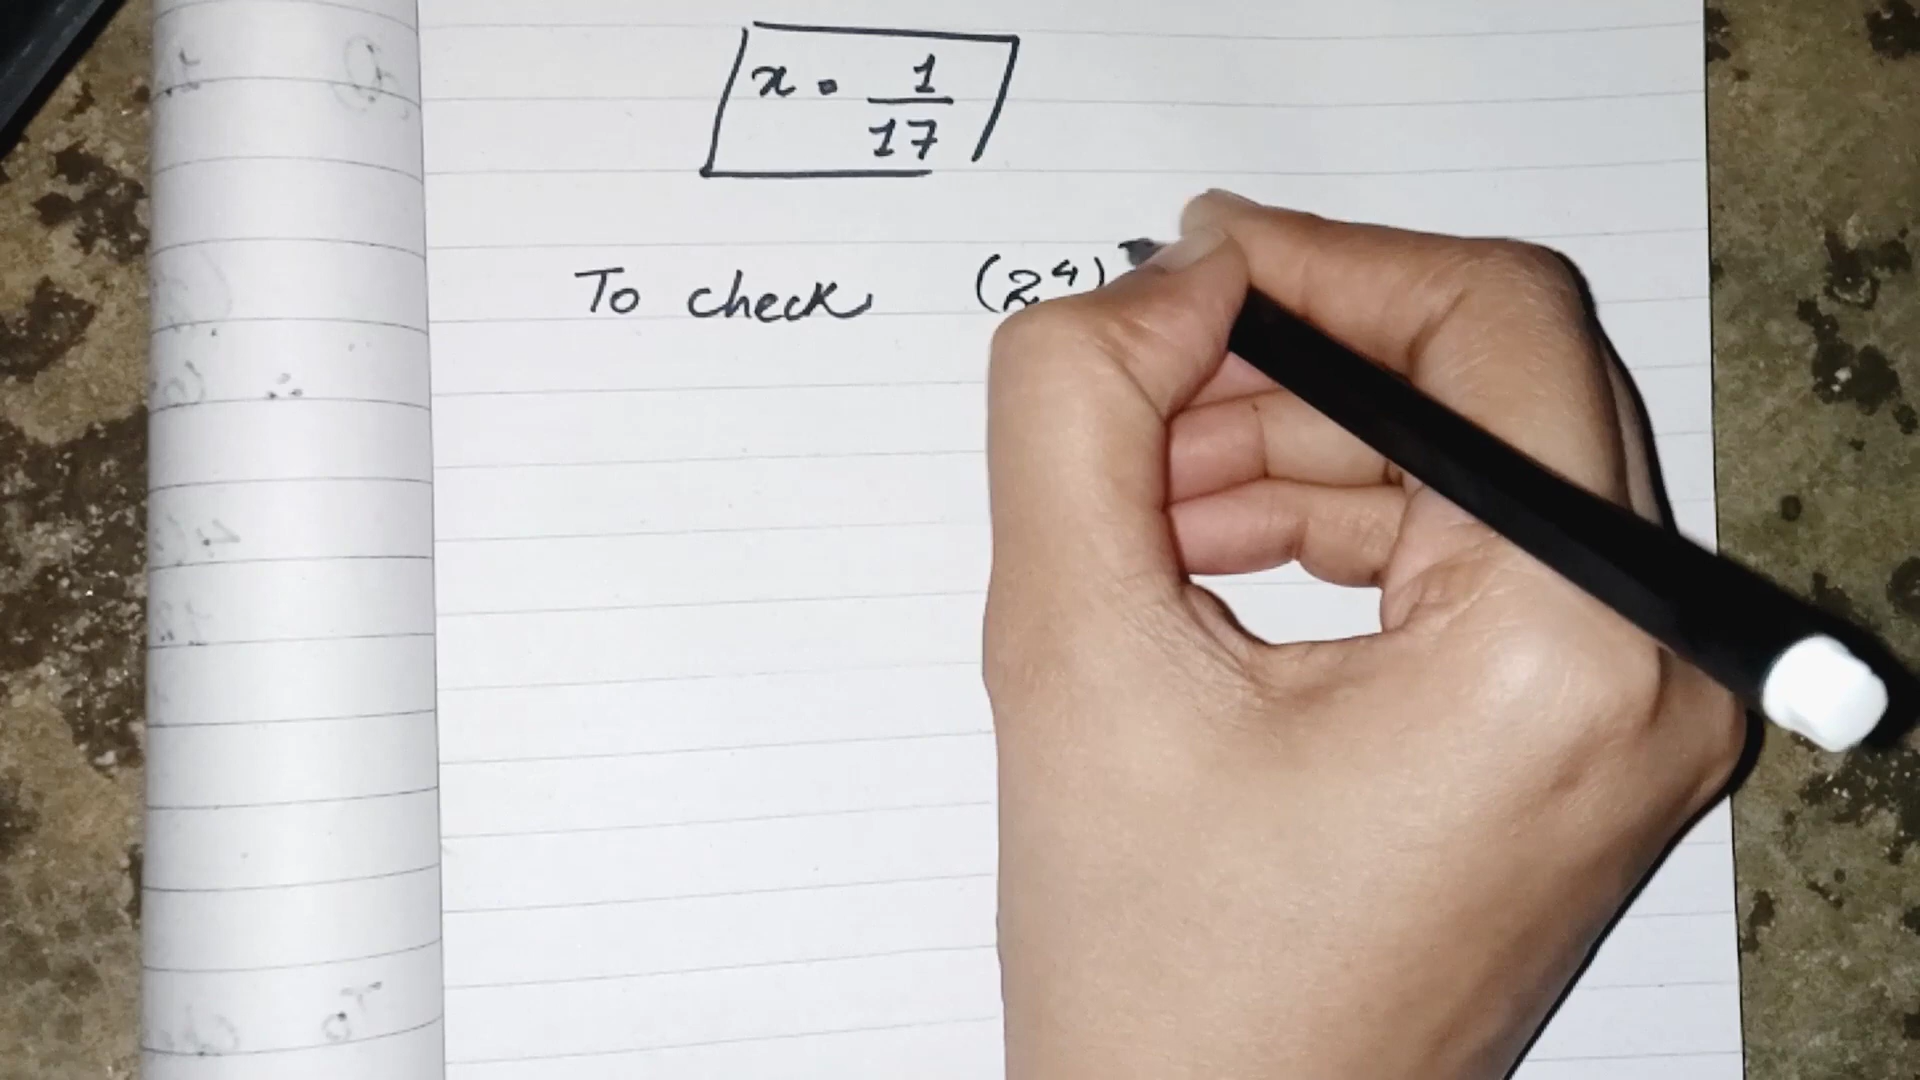 x = 1/17
To check (2⁴)